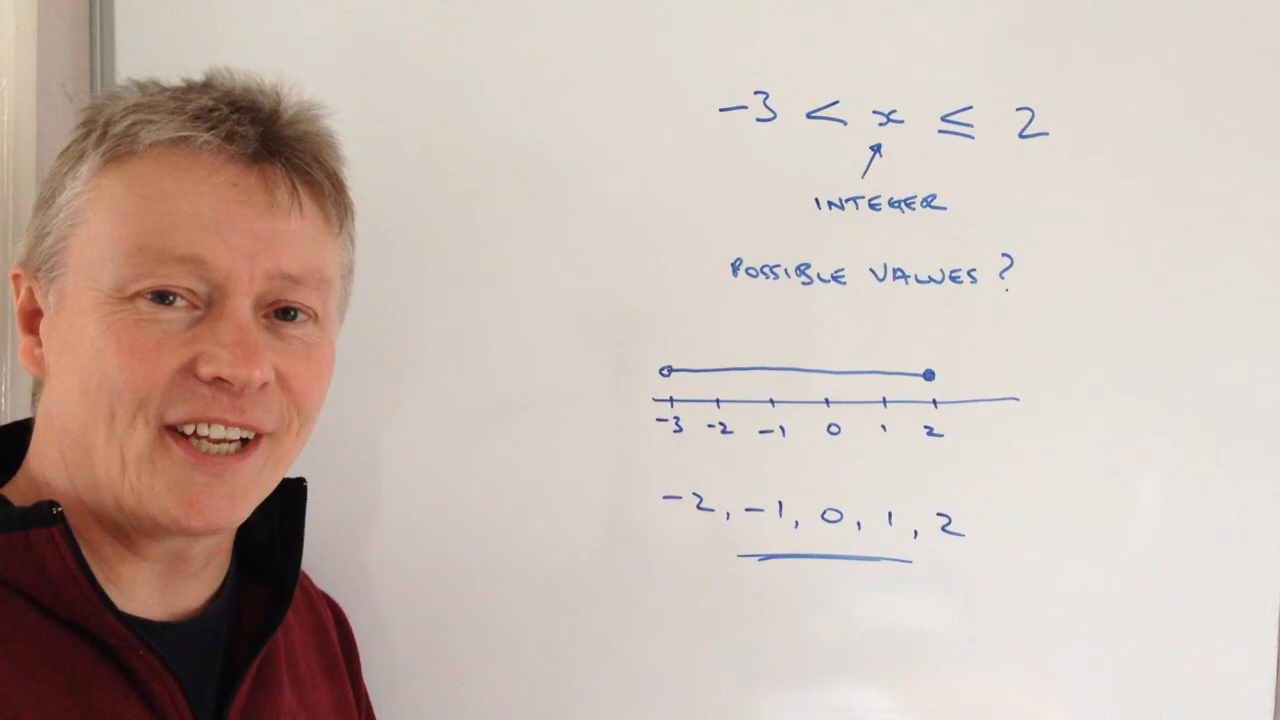 -3 < x ≤ 2
INTEGER
POSSIBLE VALUES ?
-3 -2 -1 0 1 2
-2, -1, 0, 1, 2